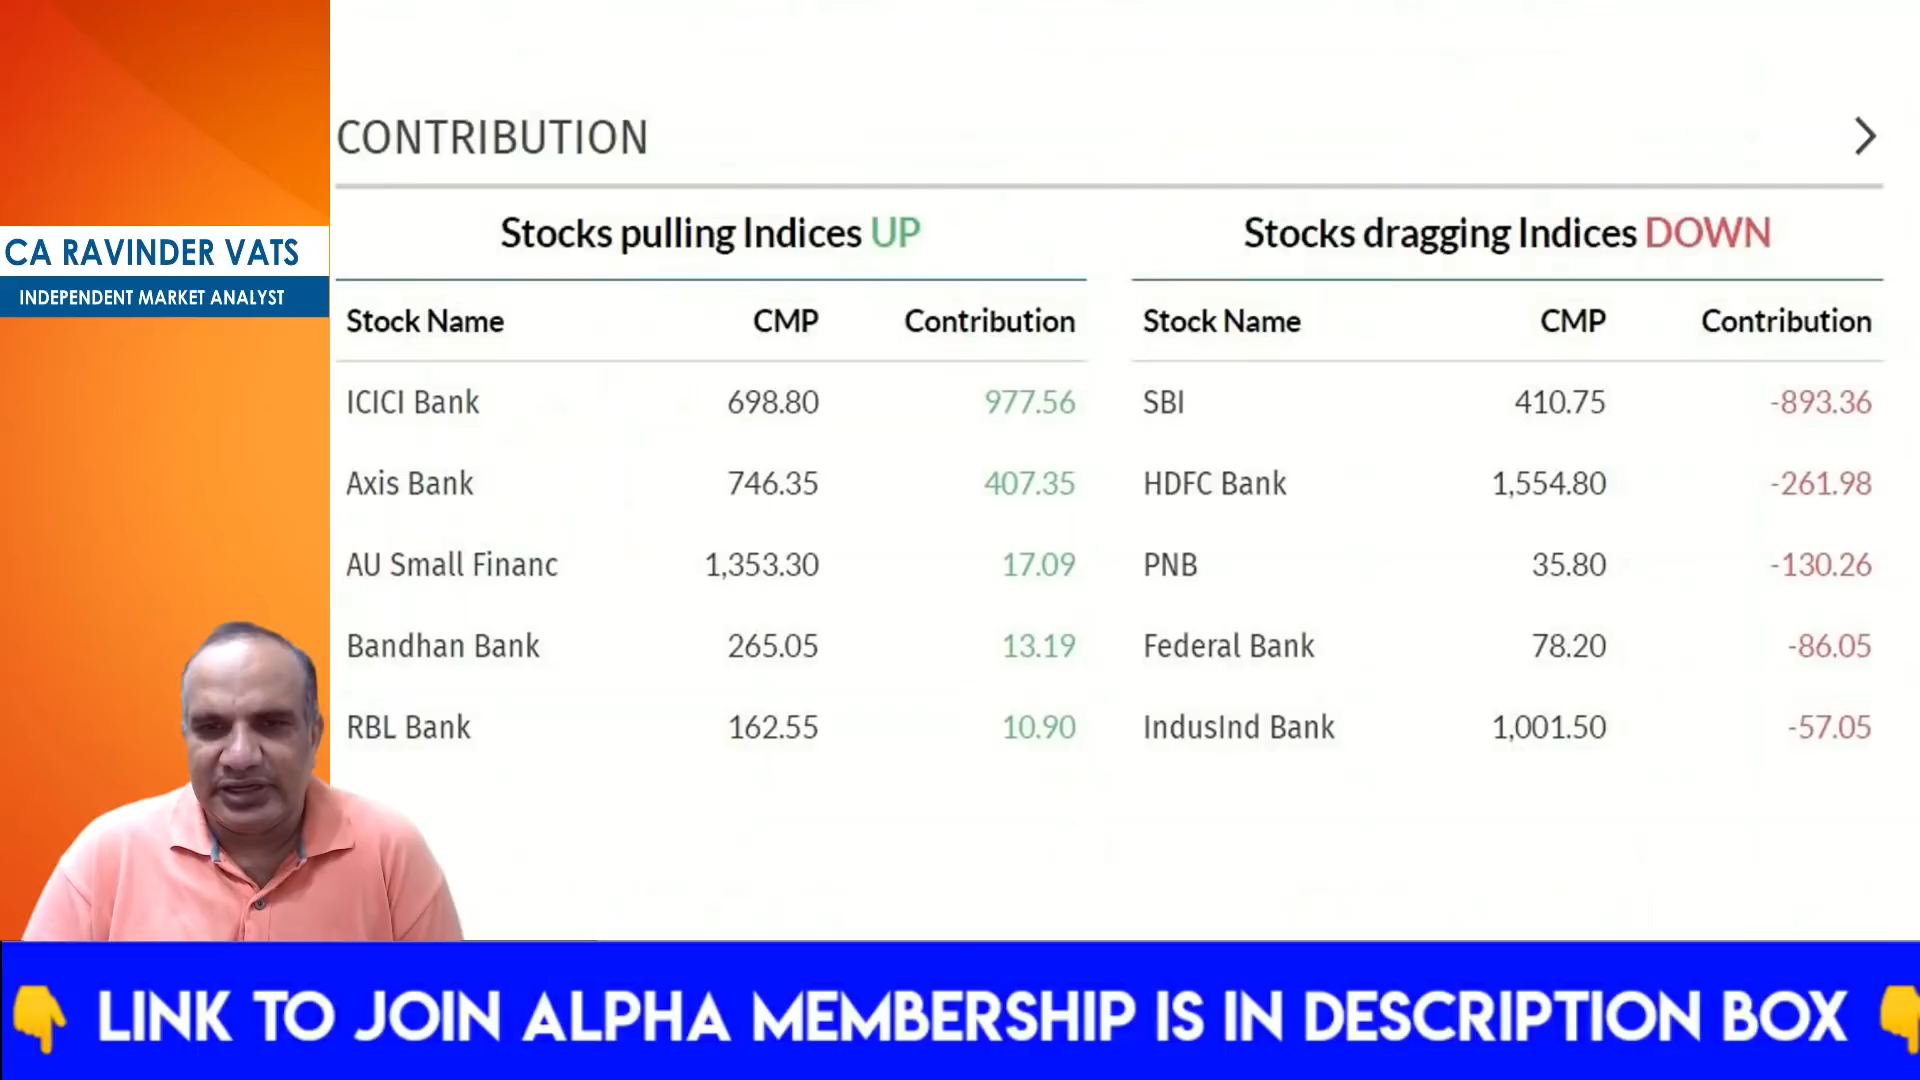 CA RAVINDER VATS
INDEPENDENT MARKET ANALYST
CONTRIBUTION
Stocks pulling Indices UP
Stock Name CMP Contribution
ICICI Bank 698.80 977.56
Axis Bank 746.35 407.35
AU Small Financ 1,353.30 17.09
Bandhan Bank 265.05 13.19
RBL Bank 162.55 10.90
Stocks dragging Indices DOWN
Stock Name CMP Contribution
SBI 410.75 -893.36
HDFC Bank 1,554.80 -261.98
PNB 35.80 -130.26
Federal Bank 78.20 -86.05
IndusInd Bank 1,001.50 -57.05
LINK TO JOIN ALPHA MEMBERSHIP IS IN DESCRIPTION BOX